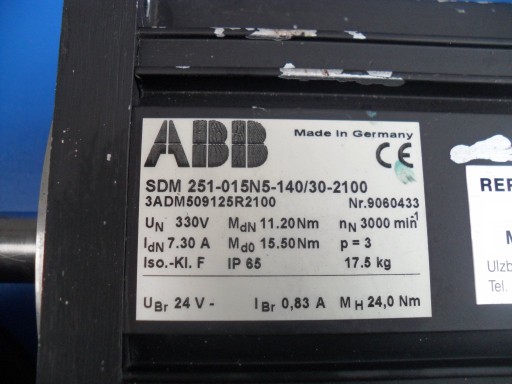 ABB
Made in Germany
CE
SDM 251-015N5-140/30-2100
3ADM509125R2100 Nr.9060433
UN 330V MdN 11.20Nm nN 3000 min-1
IdN 7.30 A Md0 15.50Nm p = 3
Iso.-Kl. F IP 65 17.5 kg
UBr 24 V - IBr 0,83 A MH 24,0 Nm
REP
M
Ulzb
Tel.